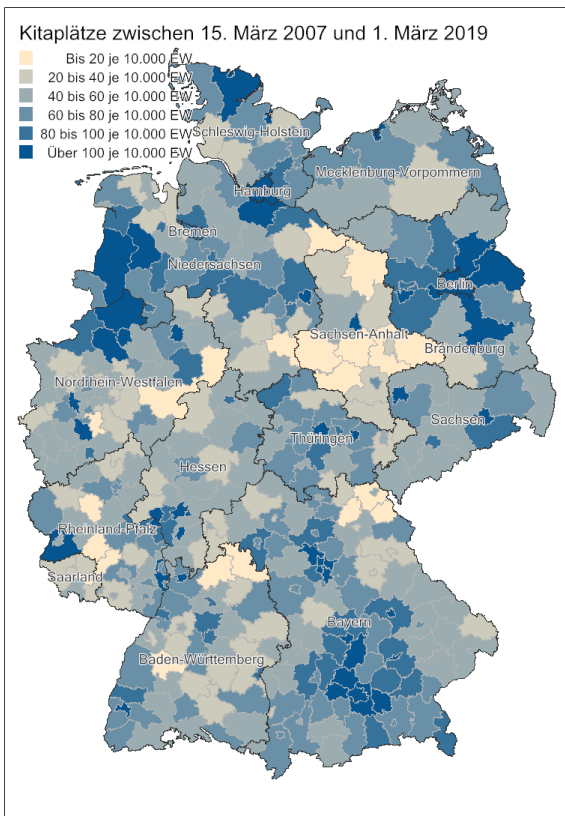 Kitaplätze zwischen 15. März 2007 und 1. März 2019
Bis 20 je 10.000 EW
20 bis 40 je 10.000 EW
40 bis 60 je 10.000 EW
60 bis 80 je 10.000 EW
80 bis 100 je 10.000 EW
Über 100 je 10.000 EW
Schleswig-Holstein
Mecklenburg-Vorpommern
Hamburg
Bremen
Niedersachsen
Berlin
Sachsen-Anhalt
Brandenburg
Nordrhein-Westfalen
Sachsen
Thüringen
Hessen
Rheinland-Pfalz
Saarland
Bayern
Baden-Württemberg